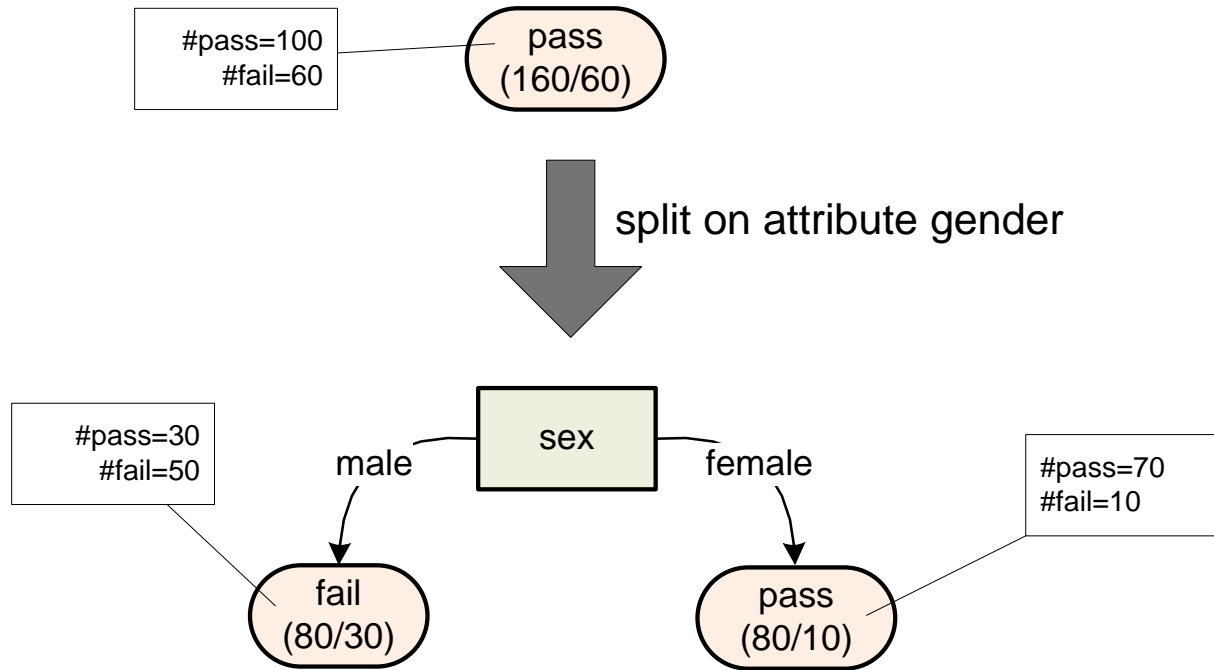 #pass=100
#fail=60
pass
(160/60)
split on attribute gender
sex
male
female
#pass=30
#fail=50
#pass=70
#fail=10
fail
(80/30)
pass
(80/10)